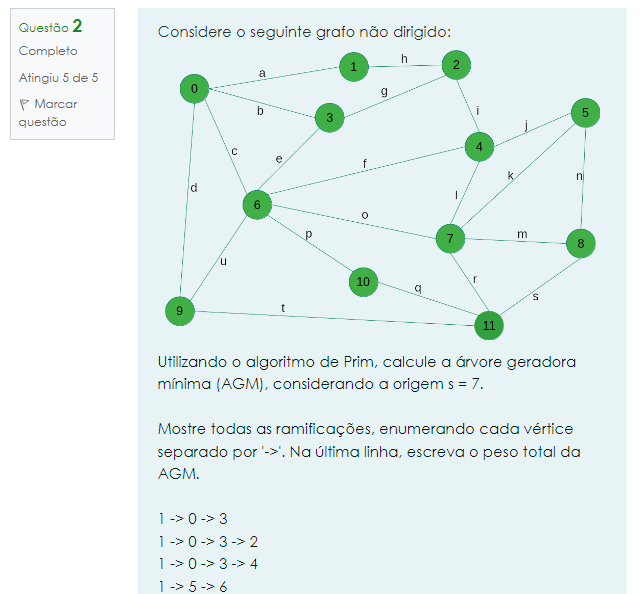 Questão 2
Completo
Atingiu 5 de 5
Marcar
questão
Considere o seguinte grafo não dirigido:
a
h
1
2
0
g
b
3
i
5
j
c
e
4
f
k
d
l
n
6
o
7
m
8
p
u
10
q
r
s
9
t
11
Utilizando o algoritmo de Prim, calcule a árvore geradora
mínima (AGM), considerando a origem s = 7.
Mostre todas as ramificações, enumerando cada vértice
separado por '->'. Na última linha, escreva o peso total da
AGM.
1 -> 0 -> 3
1 -> 0 -> 3 -> 2
1 -> 0 -> 3 -> 4
1 -> 5 -> 6